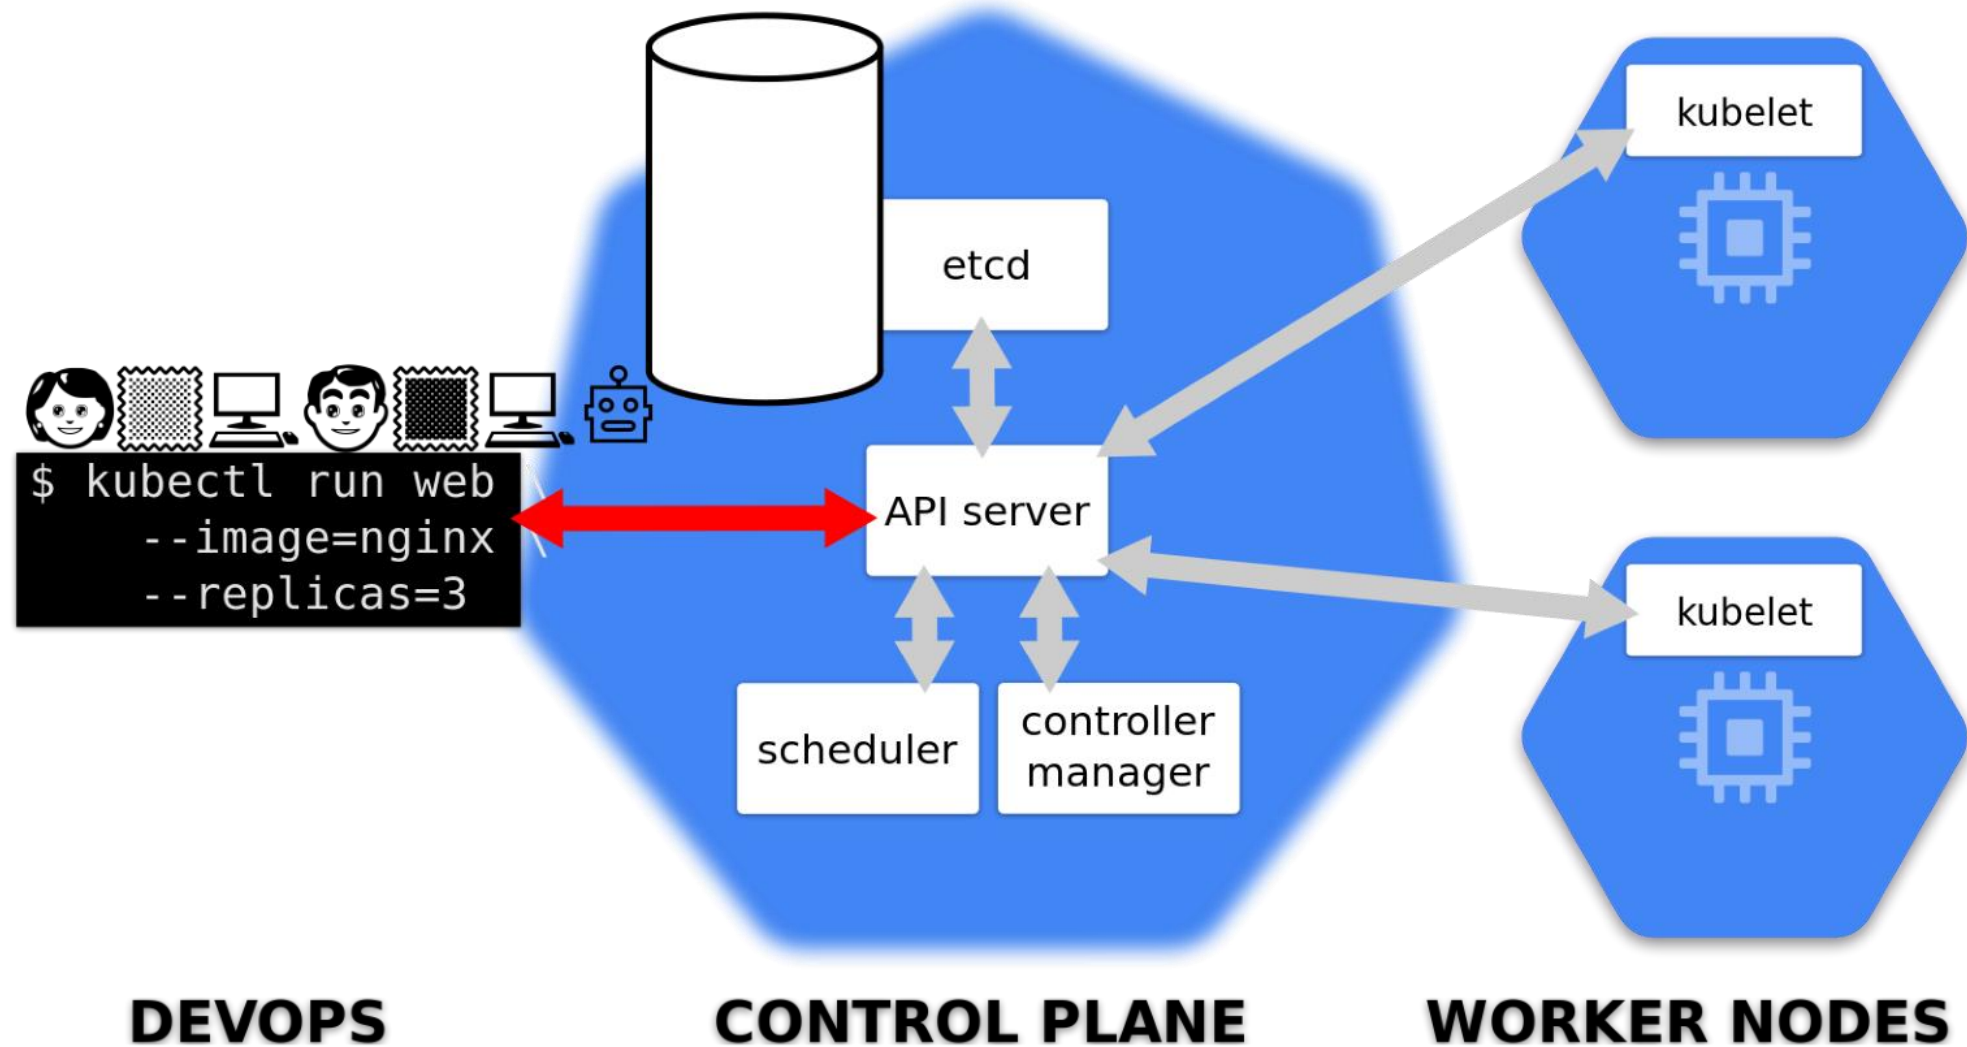 etcd
$ kubectl run web \
--image=nginx
--replicas=3
API server
scheduler
controller
manager
kubelet
kubelet
DEVOPS
CONTROL PLANE
WORKER NODES